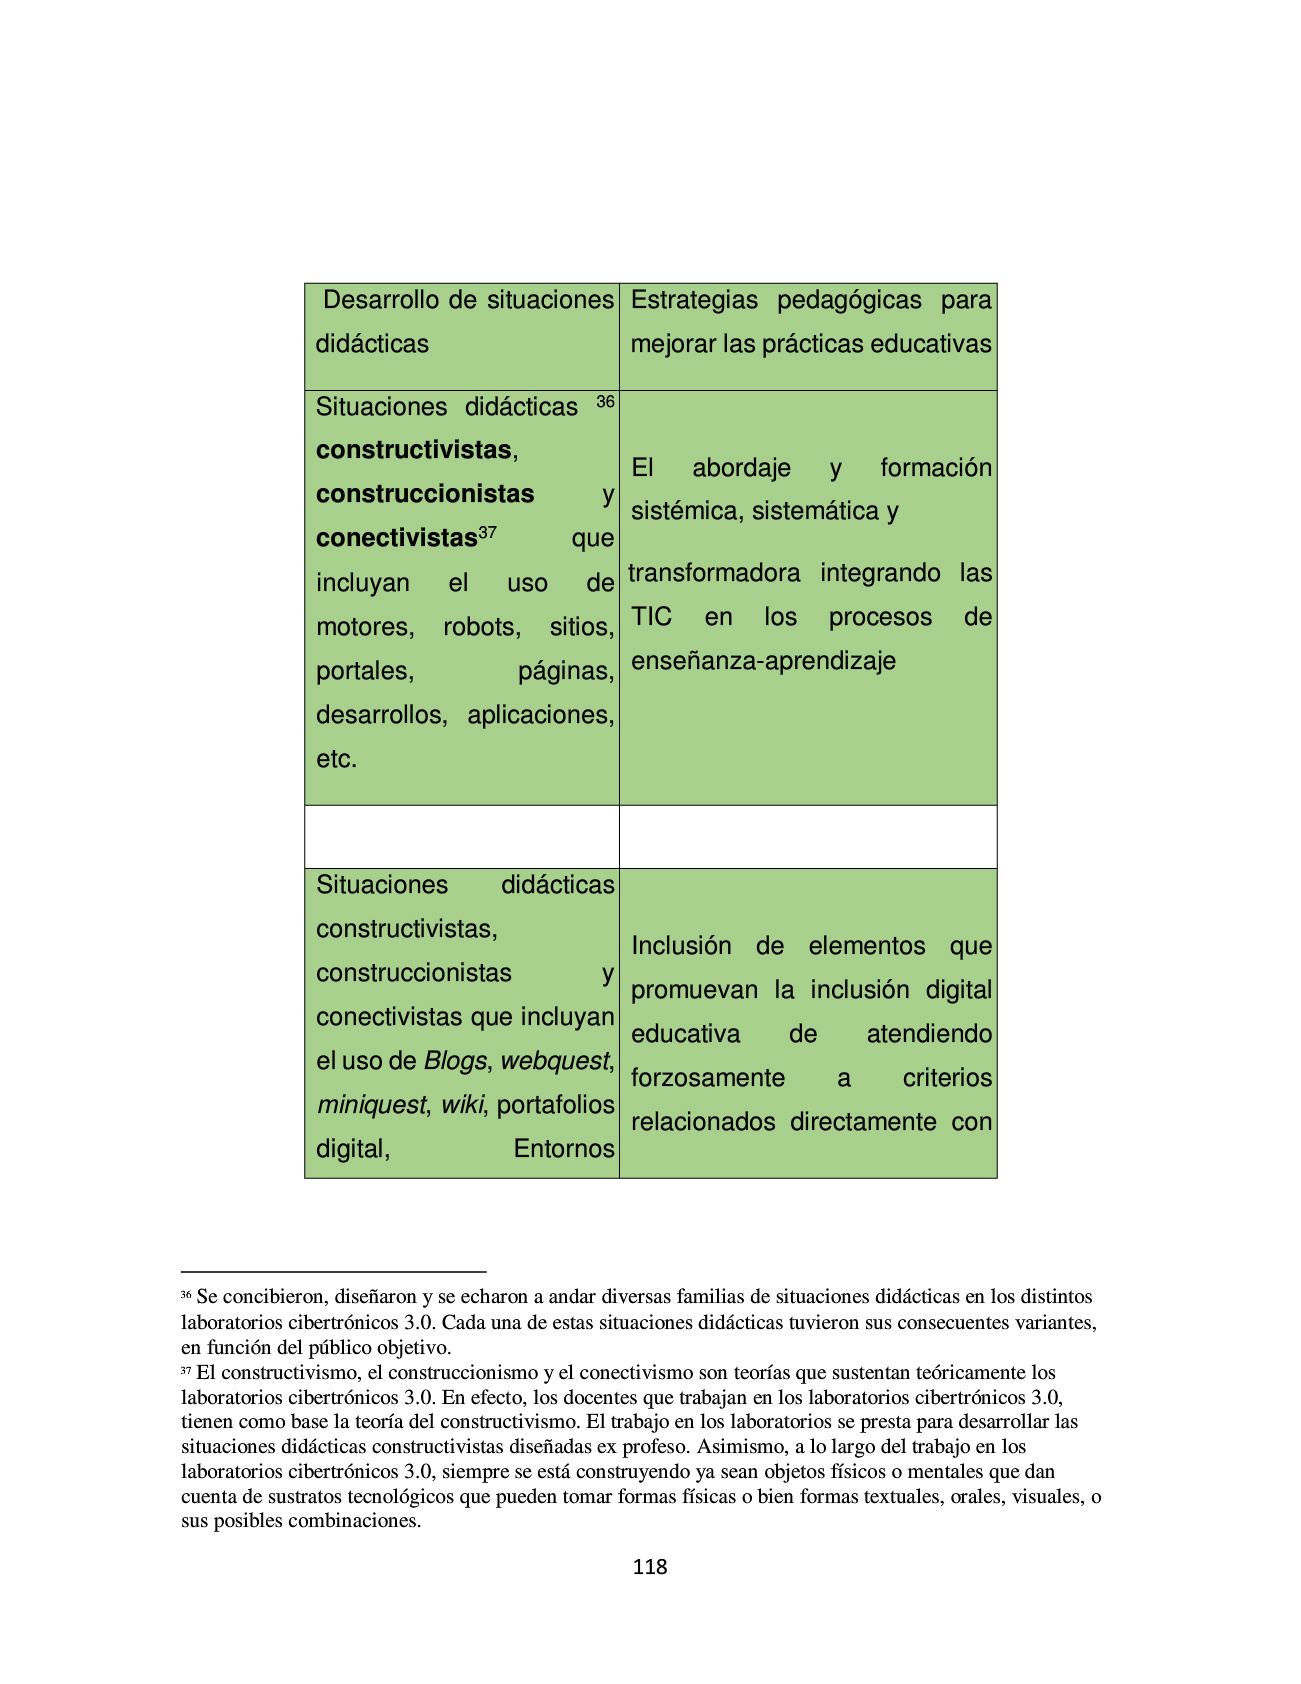 Desarrollo de situaciones
didácticas
Estrategias pedagógicas para
mejorar las prácticas educativas
Situaciones didácticas 36
constructivistas,
construccionistas y
conectivistas37 que
incluyan el uso de
motores, robots, sitios,
portales, páginas,
desarrollos, aplicaciones,
etc.
El abordaje y formación
sistémica, sistemática y
transformadora integrando las
TIC en los procesos de
enseñanza-aprendizaje
Situaciones didácticas
constructivistas,
construccionistas y
conectivistas que incluyan
el uso de Blogs, webquest,
miniquest, wiki, portafolios
digital, Entornos
Inclusión de elementos que
promuevan la inclusión digital
educativa de atendiendo
forzosamente a criterios
relacionados directamente con
36 Se concibieron, diseñaron y se echaron a andar diversas familias de situaciones didácticas en los distintos
laboratorios cibertrónicos 3.0. Cada una de estas situaciones didácticas tuvieron sus consecuentes variantes,
en función del público objetivo.
37 El constructivismo, el construccionismo y el conectivismo son teorías que sustentan teóricamente los
laboratorios cibertrónicos 3.0. En efecto, los docentes que trabajan en los laboratorios cibertrónicos 3.0,
tienen como base la teoría del constructivismo. El trabajo en los laboratorios se presta para desarrollar las
situaciones didácticas constructivistas diseñadas ex profeso. Asimismo, a lo largo del trabajo en los
laboratorios cibertrónicos 3.0, siempre se está construyendo ya sean objetos físicos o mentales que dan
cuenta de sustratos tecnológicos que pueden tomar formas físicas o bien formas textuales, orales, visuales, o
sus posibles combinaciones.
118